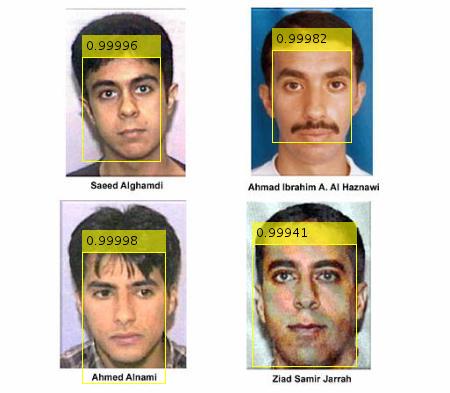 0.99996
0.99982
Saeed Alghamdi
Ahmad Ibrahim A. Al Haznawi
0.99998
0.99941
Ahmed Alnami
Ziad Samir Jarrah